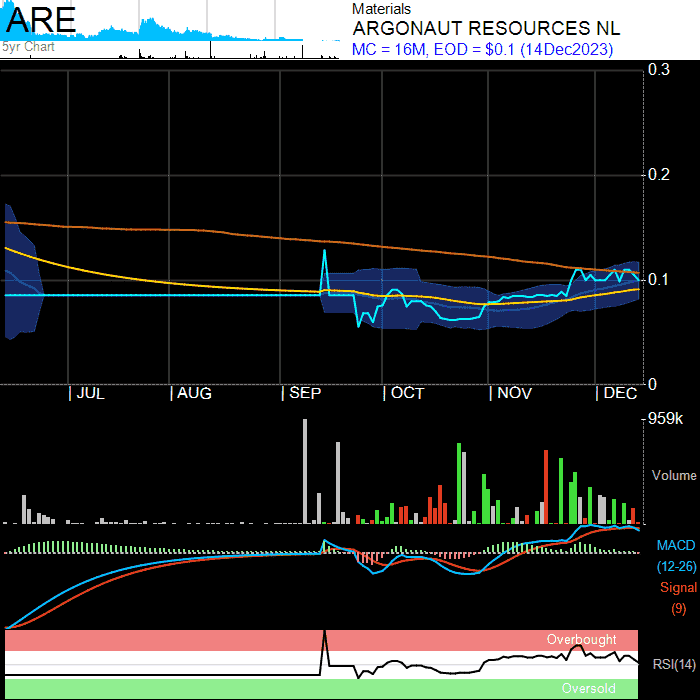 ARE
5yr Chart
Materials
ARGONAUT RESOURCES NL
MC = 16M, EOD = $0.1 (14Dec2023)
0.3
0.2
0.1
0
JUL
AUG
SEP
OCT
NOV
DEC
959k
Volume
MACD
(12-26)
Signal
(9)
Overbought
RSI(14)
Oversold